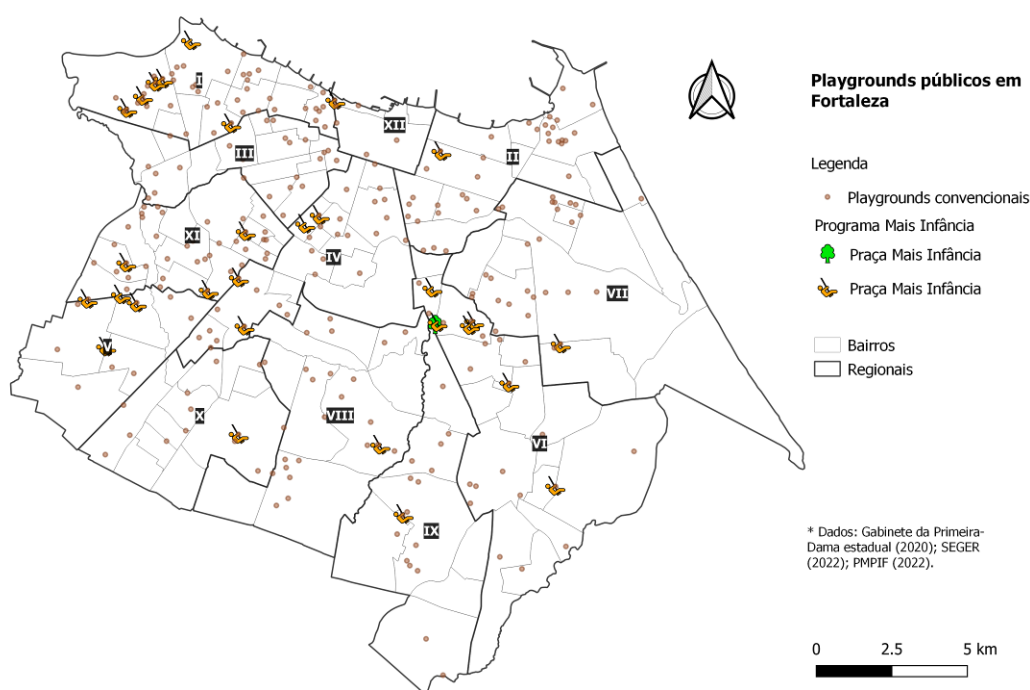 I
XII
III
II
XI
IV
VII
V
X
VIII
VI
IX
Playgrounds públicos em
Fortaleza
Legenda
Playgrounds convencionais
Programa Mais Infância
Praça Mais Infância
Praça Mais Infância
Bairros
Regionais
* Dados: Gabinete da Primeira-
Dama estadual (2020); SEGER
(2022); PMPIF (2022).
0 2.5 5 km